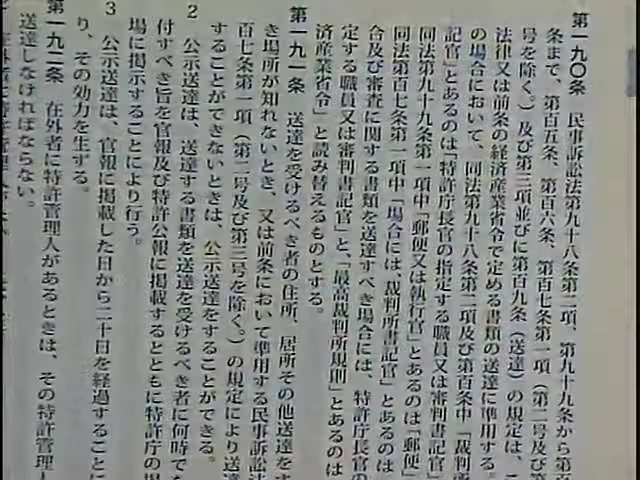 第一九〇条　民事訴訟法第九十八条第二項、第九十九条から第百
条まで、第百五条、第百六条、第百七条第一項（第二号及び第
号を除く。）及び第三項並びに第百九条（送達）の規定は、こ
法律又は前条の経済産業省令で定める書類の送達に準用する。
の場合において、同法第九十八条第二項及び第百条中「裁判所
記官」とあるのは「特許庁長官の指定する職員又は審判書記官」
同法第九十九条第一項中「郵便又は執行官」とあるのは「郵便」
同法第百七条第一項中「場合には、裁判所書記官」とあるのは
合及び審査に関する書類を送達すべき場合には、特許庁長官の
定する職員又は審判書記官」と、「最高裁判所規則」とあるのは
済産業省令」と読み替えるものとする。
第一九一条　送達を受けるべき者の住所、居所その他送達をす
き場所が知れないとき、又は前条において準用する民事訴訟法
百七条第一項（第二号及び第三号を除く。）の規定により送達
することができないときは、公示送達をすることができる。
2　公示送達は、送達する書類を送達を受けるべき者に何時でも
付すべき旨を官報及び特許公報に掲載するとともに特許庁の掲
場に掲示することにより行う。
3　公示送達は、官報に掲載した日から二十日を経過することに
り、その効力を生ずる。
第一九二条　在外者に特許管理人があるときは、その特許管理人
送達しなければならない。